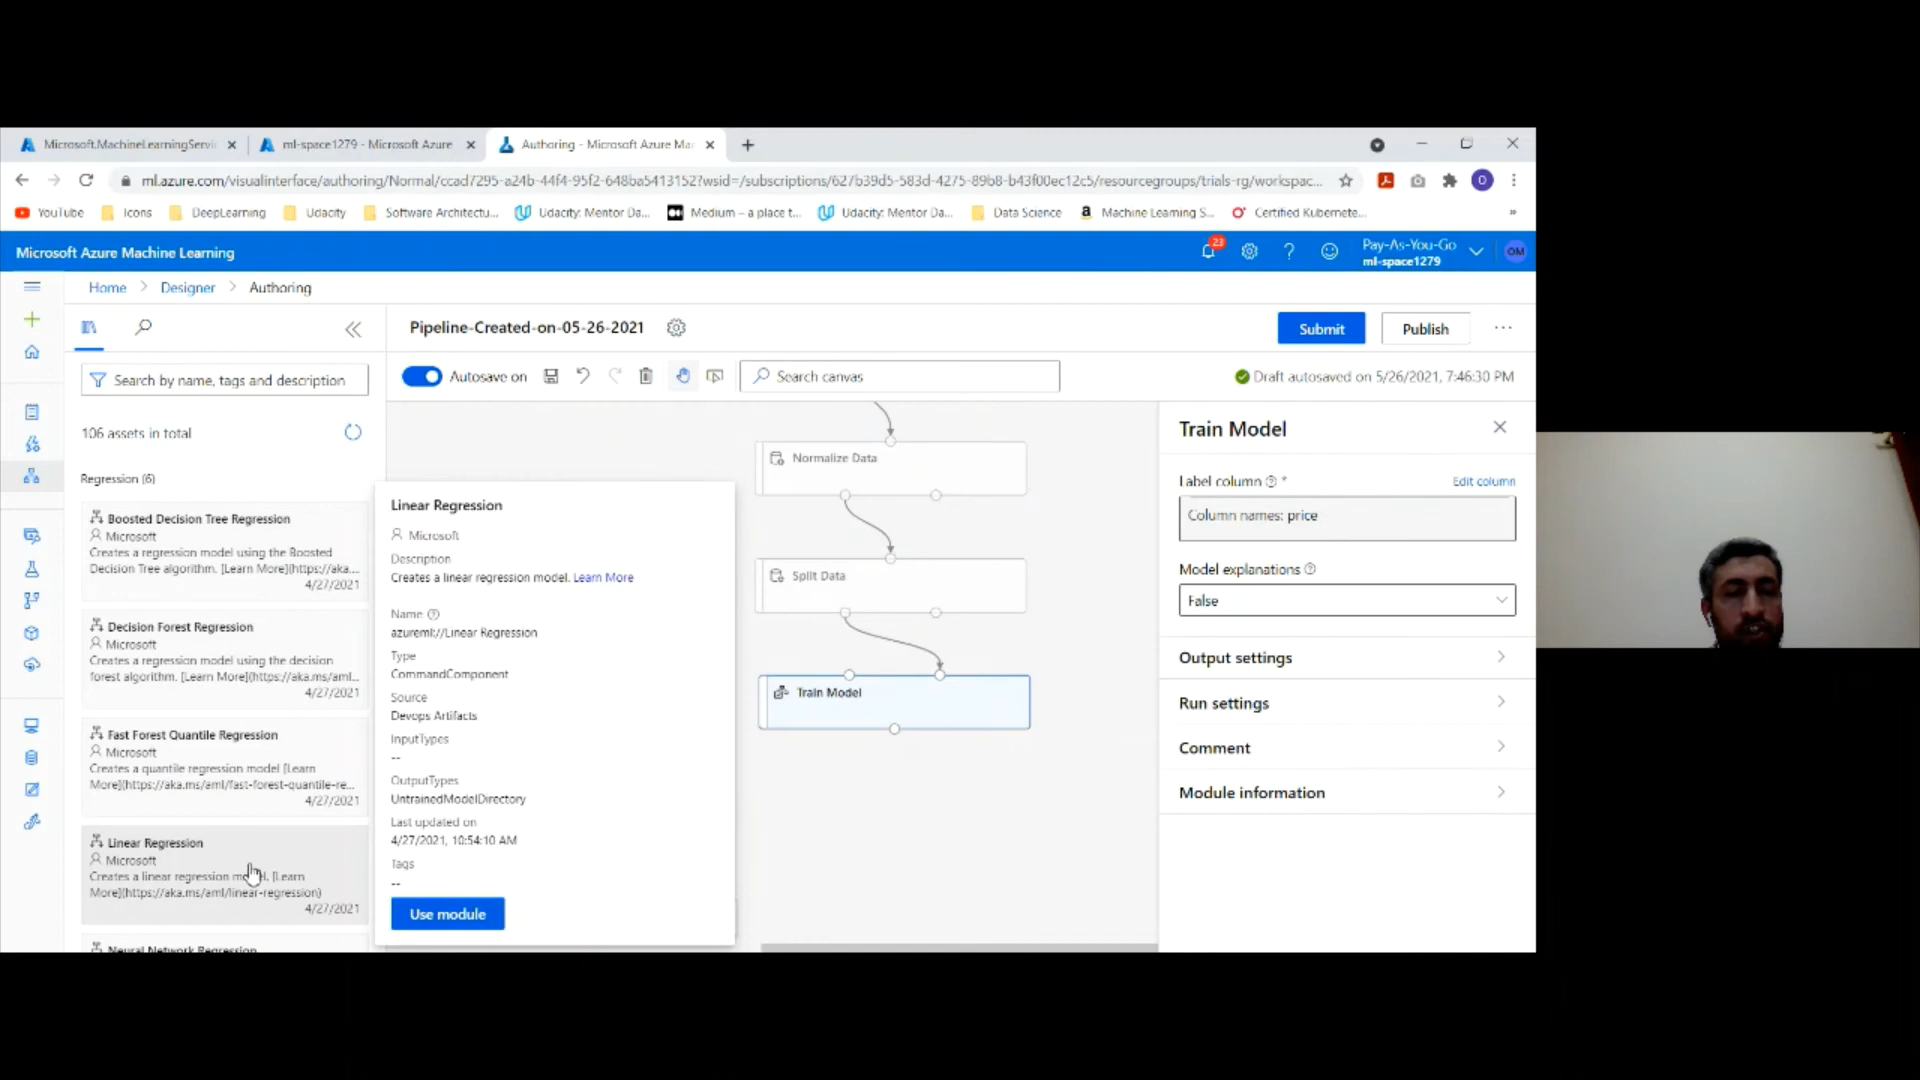 Microsoft.MachineLearningServi
ml-space1279 - Microsoft Azure
Authoring - Microsoft Azure Mac
ml.azure.com/visualinterface/authoring/Normal/ccad7295-a24b-44f4-95f2-648ba5413152?wsid=/subscriptions/627b39d5-583d-4275-89b8-b43f00ec12c5/resourcegroups/trials-rg/workspac...
YouTube
Icons
DeepLearning
Udacity
Software Architectu...
Udacity: Mentor Da...
Medium – a place t...
Udacity: Mentor Da...
Data Science
Machine Learning S...
Certified Kubernete...
Microsoft Azure Machine Learning
23
Pay-As-You-Go
ml-space1279
OM
Home > Designer > Authoring
Pipeline-Created-on-05-26-2021
Submit
Publish
Search by name, tags and description
Autosave on
Search canvas
Draft autosaved on 5/26/2021, 7:46:30 PM
106 assets in total
Regression (6)
Boosted Decision Tree Regression
Microsoft
Creates a regression model using the Boosted
Decision Tree algorithm. [Learn More](https://aka....
4/27/2021
Decision Forest Regression
Microsoft
Creates a regression model using the decision
forest algorithm. [Learn More](https://aka.ms/aml...
4/27/2021
Fast Forest Quantile Regression
Microsoft
Creates a quantile regression model [Learn
More](https://aka.ms/aml/fast-forest-quantile-re...
4/27/2021
Linear Regression
Microsoft
Creates a linear regression model. [Learn
More](https://aka.ms/aml/linear-regression)
4/27/2021
Neural Network Regression
Linear Regression
Microsoft
Description
Creates a linear regression model. Learn More
Name
azureml://Linear Regression
Type
CommandComponent
Source
Devops Artifacts
InputTypes
--
OutputTypes
UntrainedModelDirectory
Last updated on
4/27/2021, 10:54:10 AM
Tags
--
Use module
Normalize Data
Split Data
Train Model
Train Model
Label column *
Edit column
Column names: price
Model explanations
False
Output settings
Run settings
Comment
Module information